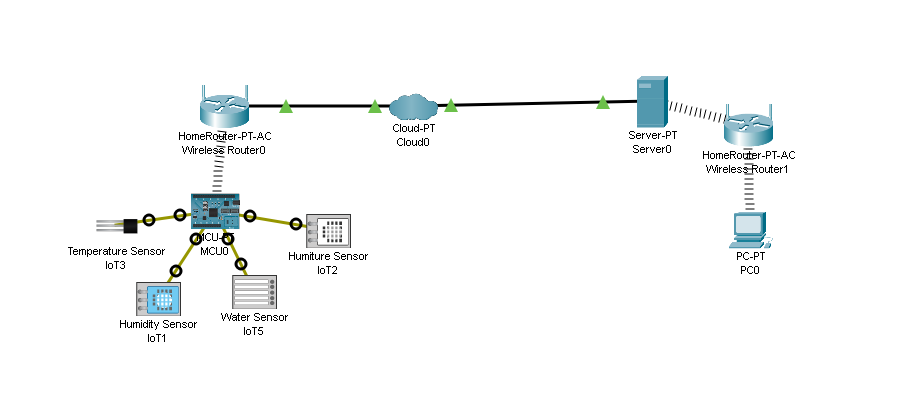 HomeRouter-PT-AC
Wireless Router0
Cloud-PT
Cloud0
Server-PT
Server0
HomeRouter-PT-AC
Wireless Router1
MCU-PT
MCU0
Temperature Sensor
IoT3
Humiture Sensor
IoT2
PC-PT
PC0
Humidity Sensor
IoT1
Water Sensor
IoT5